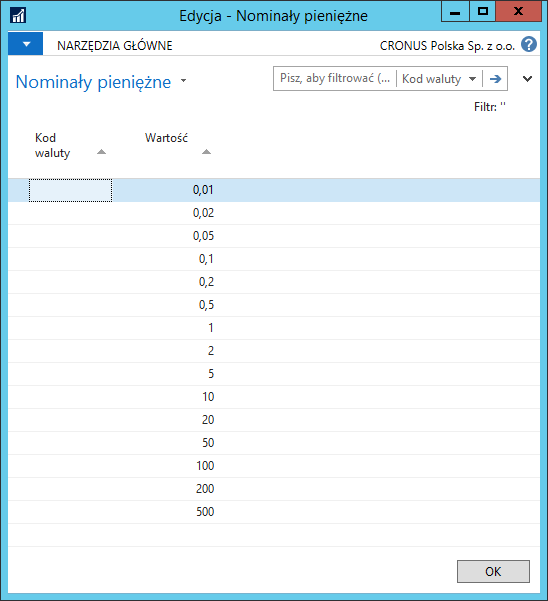 Edycja - Nominały pieniężne
NARZĘDZIA GŁÓWNE
CRONUS Polska Sp. z o.o.
?
Nominały pieniężne
Pisz, aby filtrować (...
Kod waluty
Filtr: ''
Kod
waluty
Wartość
0,01
0,02
0,05
0,1
0,2
0,5
1
2
5
10
20
50
100
200
500
OK